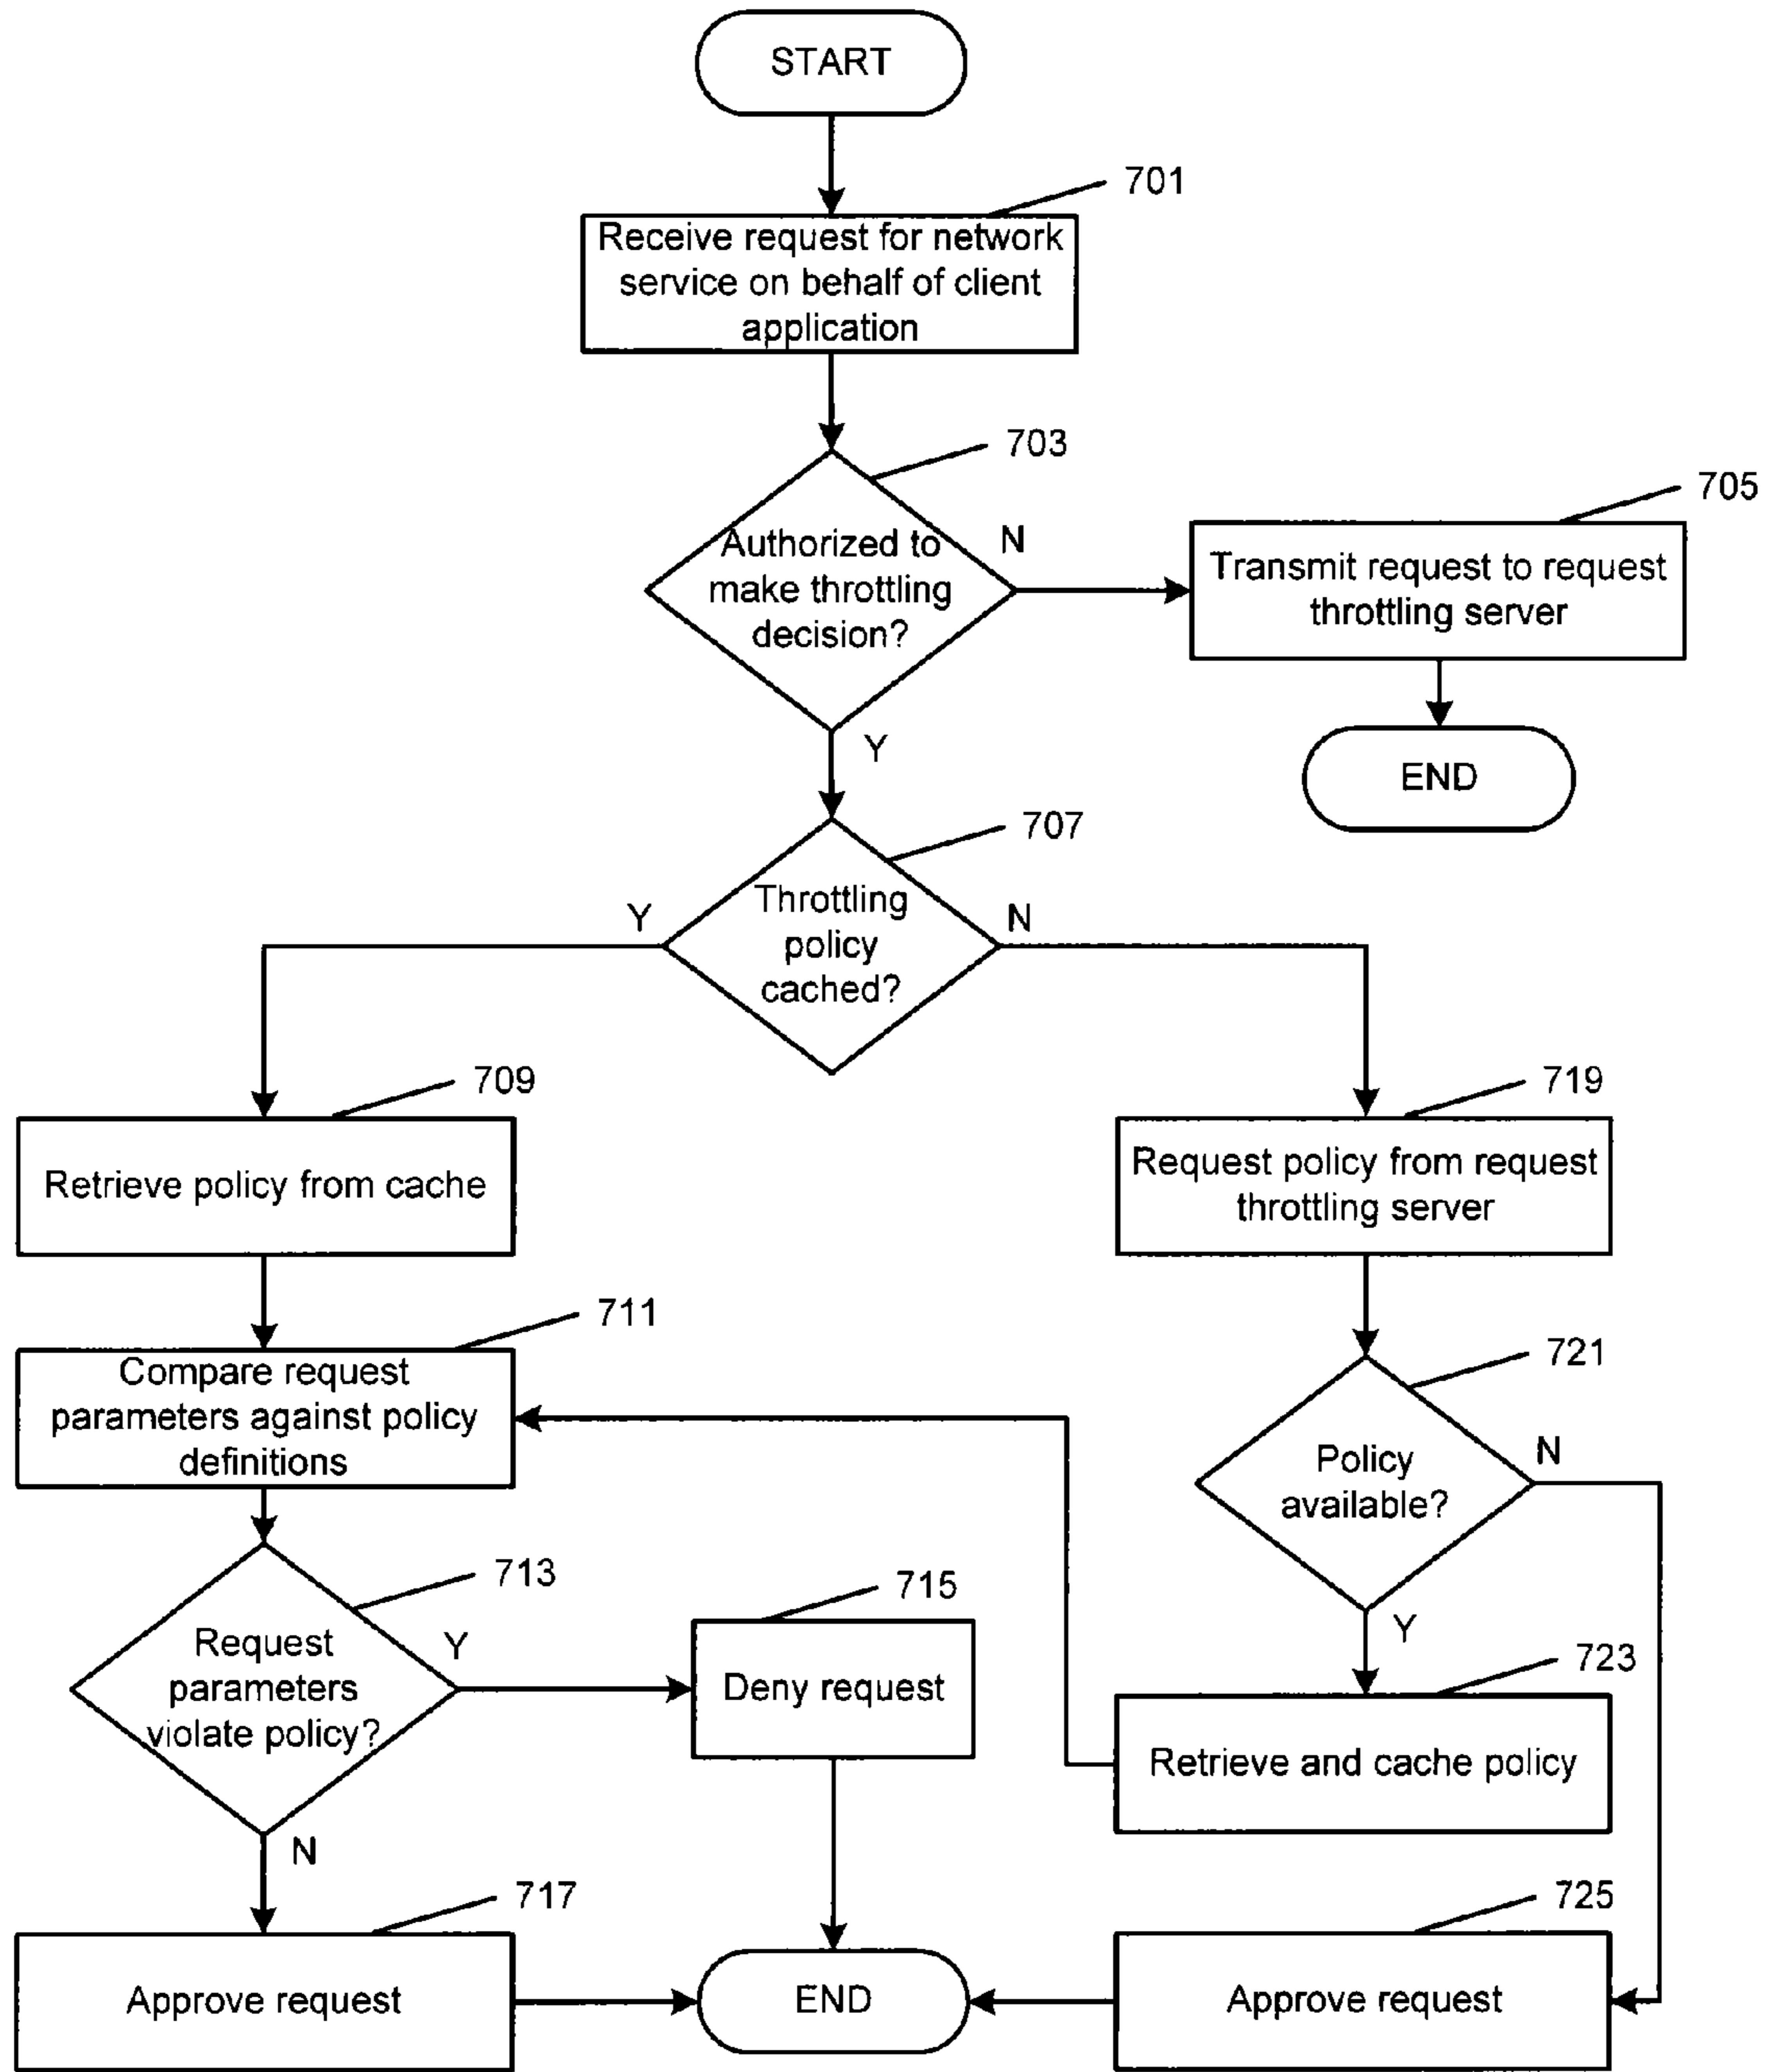 START
701
Receive request for network
service on behalf of client
application
703
Authorized to
make throttling
decision?
N
705
Transmit request to request
throttling server
Y
END
707
Throttling
policy
cached?
Y
N
709
Retrieve policy from cache
719
Request policy from request
throttling server
711
Compare request
parameters against policy
definitions
721
Policy
available?
N
Y
713
Request
parameters
violate policy?
Y
715
Deny request
723
Retrieve and cache policy
N
717
Approve request
END
725
Approve request